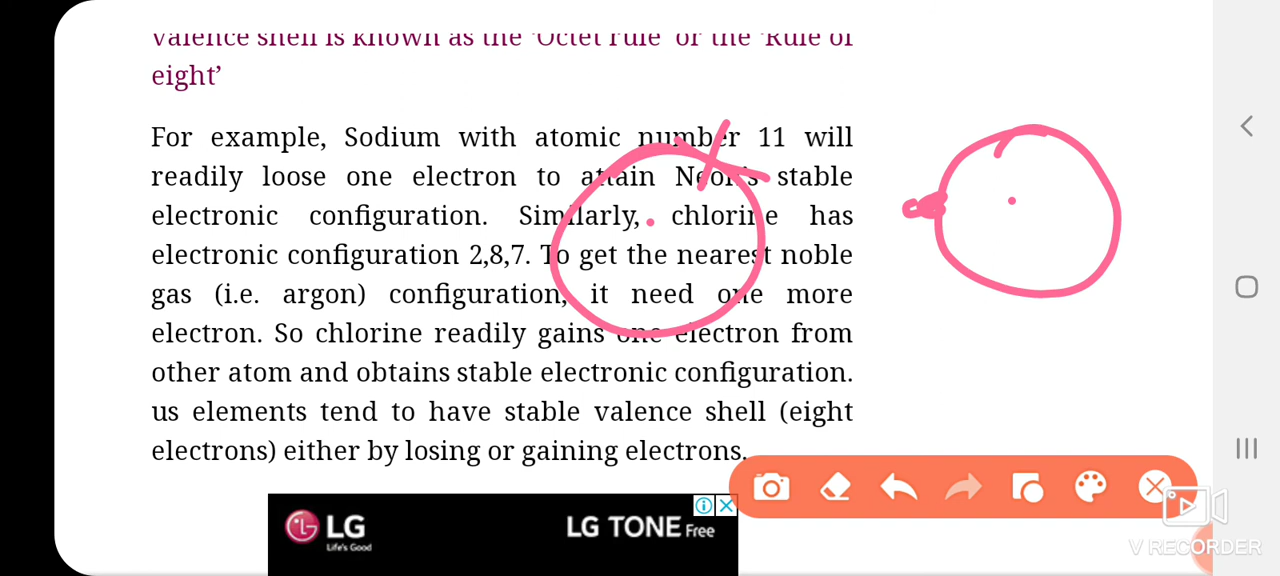 valence shell is known as the ‘Octet rule’ or the ‘Rule of
eight’
For example, Sodium with atomic number 11 will
readily loose one electron to attain Neon’s stable
electronic configuration. Similarly, chlorine has
electronic configuration 2,8,7. To get the nearest noble
gas (i.e. argon) configuration, it need one more
electron. So chlorine readily gains one electron from
other atom and obtains stable electronic configuration.
us elements tend to have stable valence shell (eight
electrons) either by losing or gaining electrons.
LG
Life's Good
LG TONE Free
V RECORDER